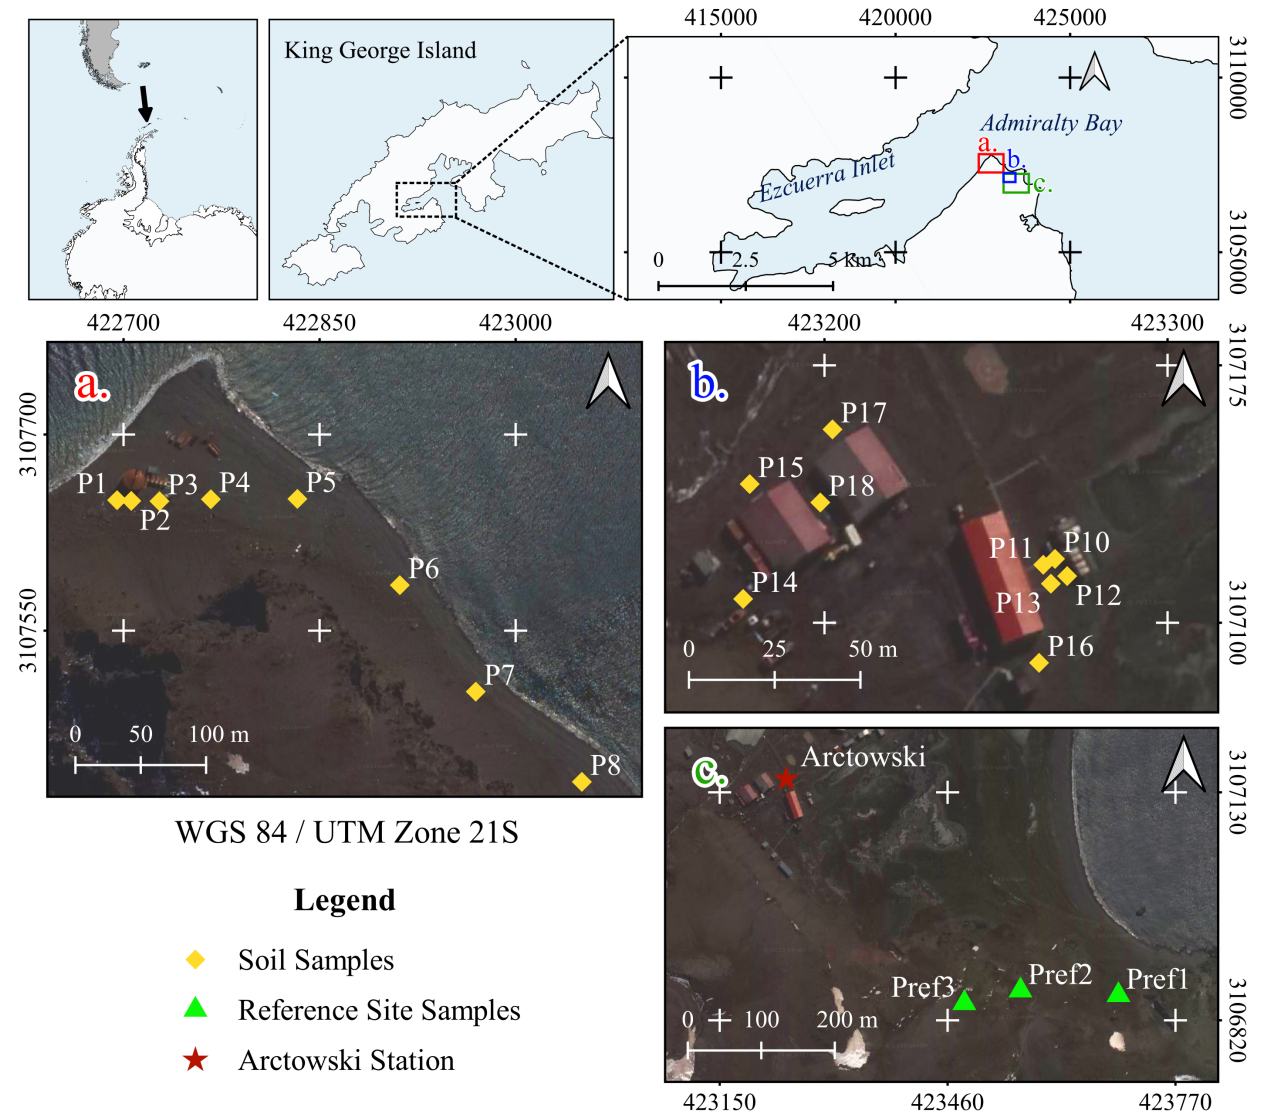 King George Island
415000 420000 425000
3110000
3105000
Admiralty Bay
Ezcuerra Inlet
a.
b.
c.
0 2.5 5 km
422700 422850 423000
3107700
3107550
a.
P1
P2
P3
P4
P5
P6
P7
P8
0 50 100 m
423200 423300
3107175
3107100
b.
P17
P15
P18
P14
P11
P10
P13
P12
P16
0 25 50 m
c.
Arctowski
3107130
3106820
Pref3
Pref2
Pref1
0 100 200 m
423150 423460 423770
WGS 84 / UTM Zone 21S
Legend
Soil Samples
Reference Site Samples
Arctowski Station